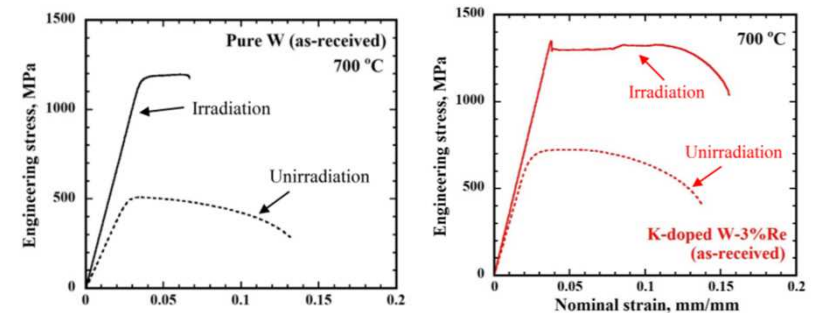 1500
1000
500
0
Engineering stress, MPa
Pure W (as-received)
700 °C
Irradiation
Unirradiation
0 0.05 0.1 0.15 0.2
1500
1000
500
0
Engineering stress, MPa
700 °C
Irradiation
Unirradiation
K-doped W-3%Re
(as-received)
0 0.05 0.1 0.15 0.2
Nominal strain, mm/mm